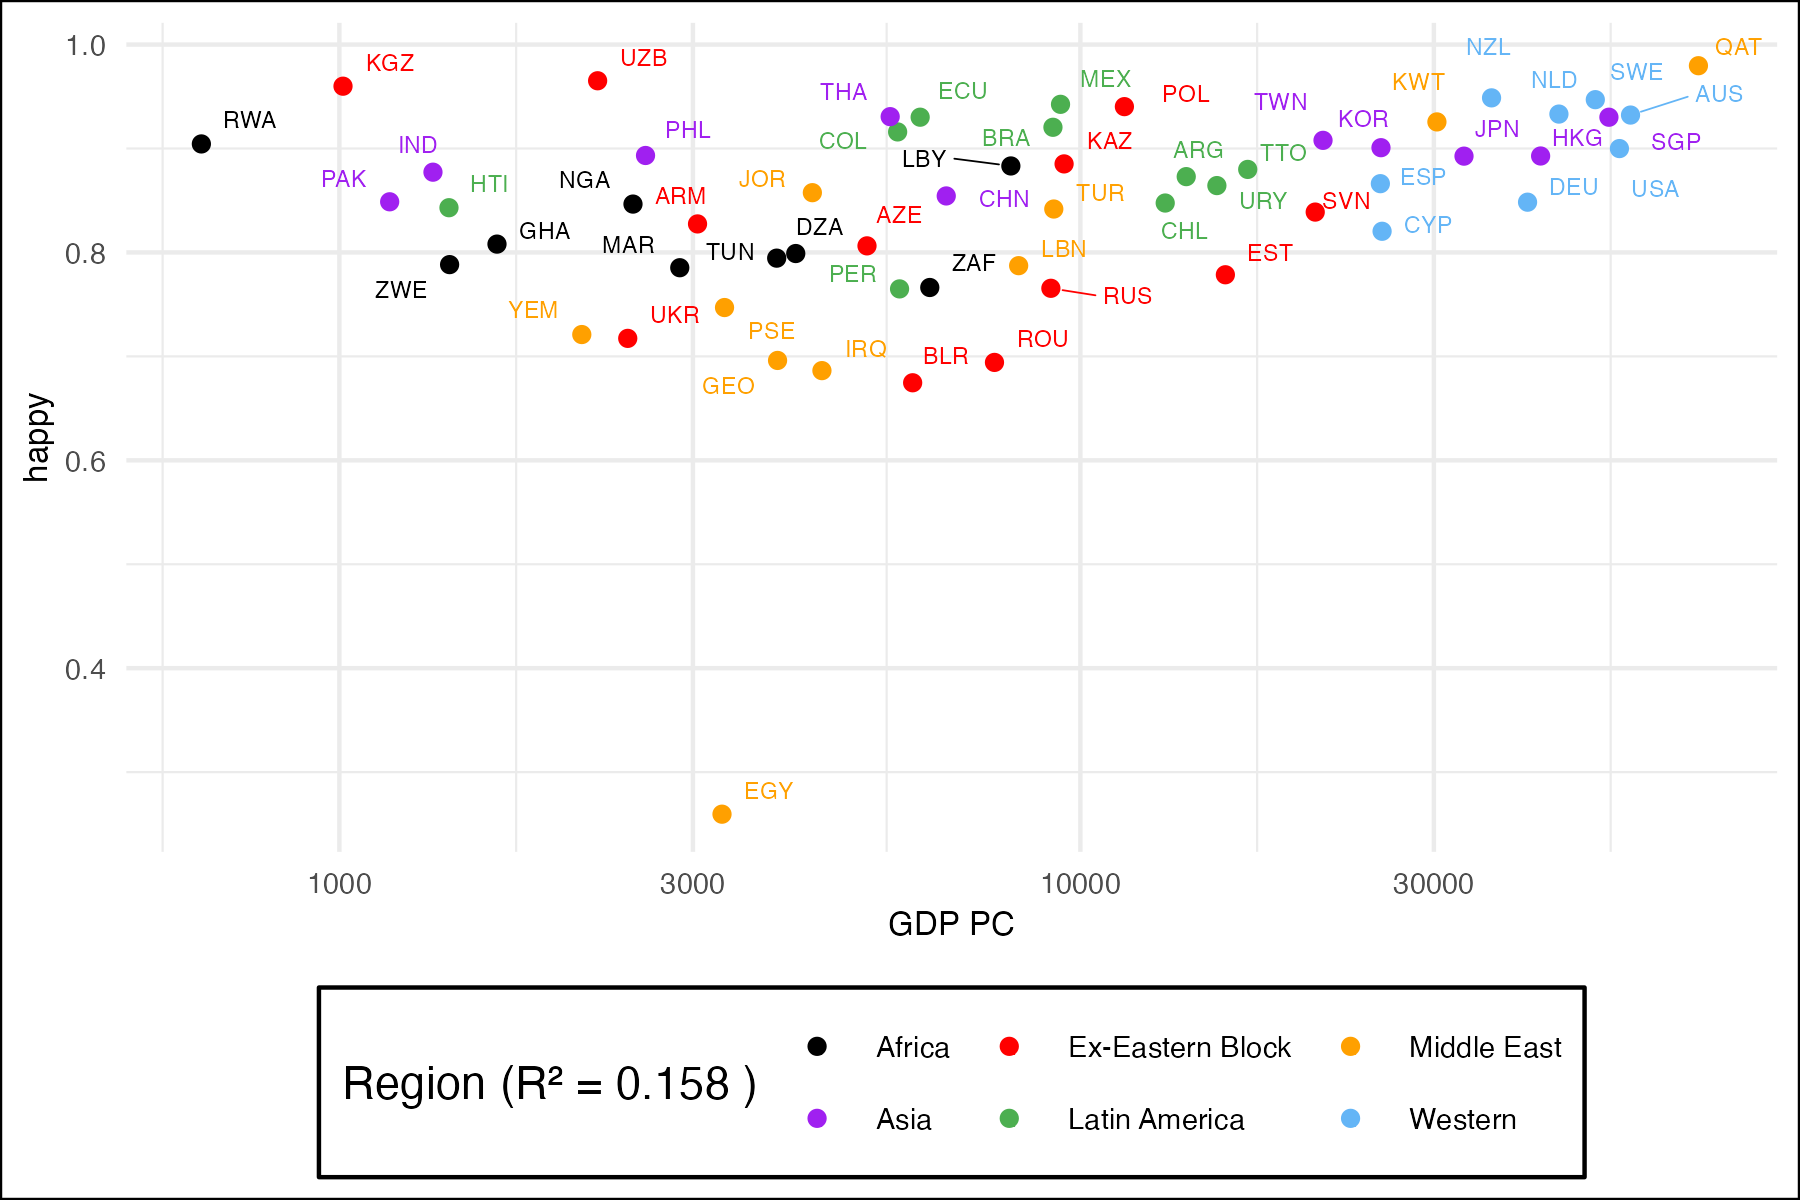 1.0
0.8
0.6
0.4
happy
KGZ
UZB
RWA
IND
PAK
HTI
PHL
NGA
ARM
GHA
ZWE
MAR
TUN
DZA
YEM
UKR
PSE
GEO
IRQ
EGY
THA
ECU
COL
JOR
LBY
BRA
MEX
CHN
AZE
PER
ZAF
KAZ
TUR
LBN
RUS
BLR
ROU
POL
ARG
TTO
URY
CHL
EST
SVN
TWN
KOR
ESP
CYP
KWT
NZL
JPN
NLD
HKG
DEU
SWE
AUS
SGP
USA
QAT
1000
3000
10000
30000
GDP PC
Region (R² = 0.158 )
Africa
Ex-Eastern Block
Middle East
Asia
Latin America
Western